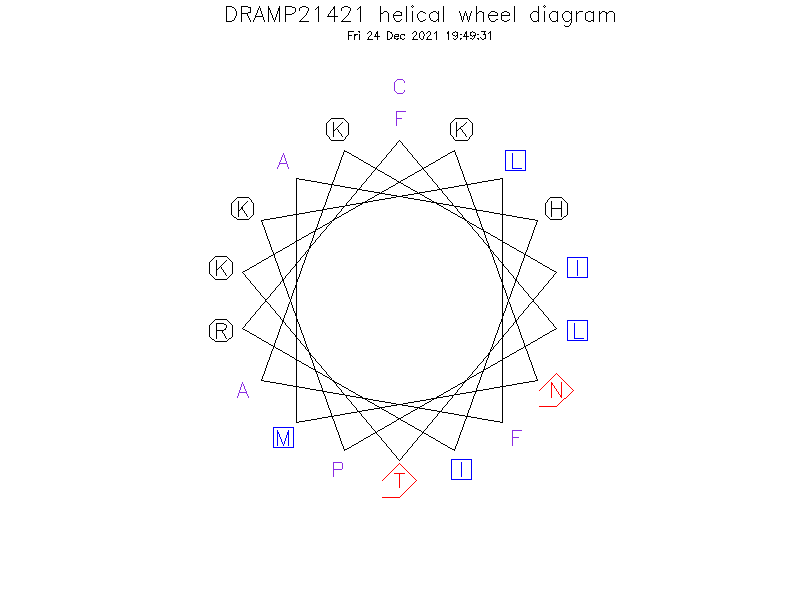 DRAMP21421 helical wheel diagram
Fri 24 Dec 2021 19:49:31
C
F
K K
A L
K H
K I
R L
A N
M F
P I
T